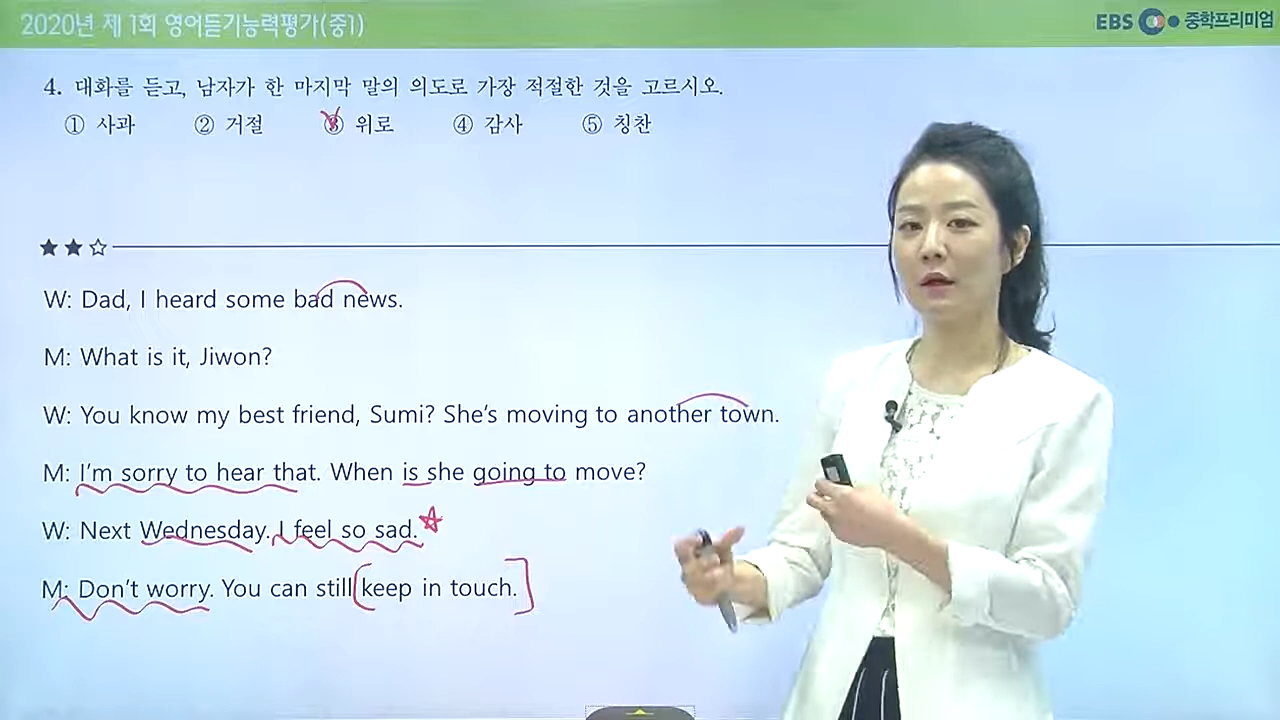 2020년 제 1회 영어듣기능력평가(중1)
EBS 중학프리미엄
4. 대화를 듣고, 남자가 한 마지막 말의 의도로 가장 적절한 것을 고르시오.
① 사과 ② 거절 ③ 위로 ④ 감사 ⑤ 칭찬
W: Dad, I heard some bad news.
M: What is it, Jiwon?
W: You know my best friend, Sumi? She's moving to another town.
M: I'm sorry to hear that. When is she going to move?
W: Next Wednesday. I feel so sad.
M: Don't worry. You can still keep in touch.